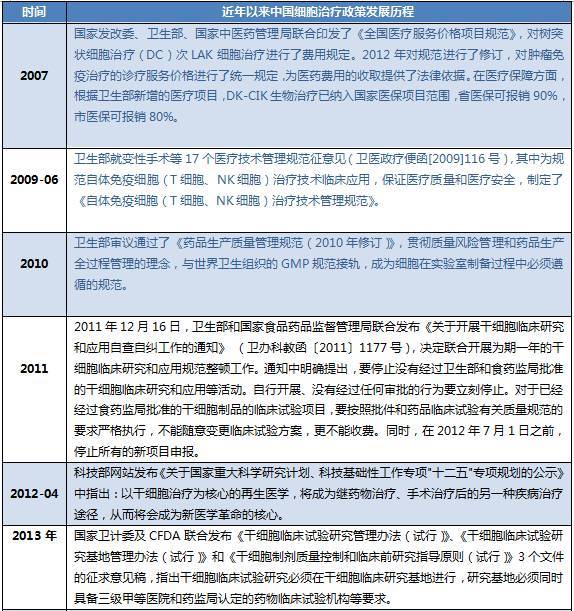 时间 近年以来中国细胞治疗政策发展历程
2007
国家发改委、卫生部、国家中医药管理局联合印发了《全国医疗服务价格项目规范》，对树突
状细胞治疗（DC）次 LAK 细胞治疗进行了费用规定。2012 年对规范进行了修订，对肿瘤免
疫治疗的诊疗服务价格进行了统一规定，为医药费用的收取提供了法律依据。在医疗保障方面，
根据卫生部新增的医疗项目，DK-CIK 生物治疗已纳入国家医保项目范围，省医保可报销 90%，
市医保可报销 80%。
2009-06
卫生部就变性手术等 17 个医疗技术管理规范征意见（卫医政疗便函[2009]116 号），其中为规
范自体免疫细胞（T 细胞、NK 细胞）治疗技术临床应用，保证医疗质量和医疗安全，制定了
《自体免疫细胞（T 细胞、NK 细胞）治疗技术管理规范》。
2010
卫生部审议通过了《药品生产质量管理规范（2010 年修订）》，贯彻质量风险管理和药品生产
全过程管理的理念，与世界卫生组织的 GMP 规范接轨，成为细胞在实验室制备过程中必须遵
循的规范。
2011
2011 年 12 月 16 日，卫生部和国家食品药品监督管理局联合发布《关于开展干细胞临床研究
和应用自查自纠工作的通知》（卫办科教函〔2011〕1177 号），决定联合开展为期一年的干
细胞临床研究和应用规范整顿工作。通知中明确提出，要停止没有经过卫生部和食药监局批准
的干细胞临床研究和应用等活动。自行开展、没有经过任何审批的行为要立刻停止。对于已经
经过食药监局批准的干细胞制品的临床试验项目，要按照批件和药品临床试验有关质量规范的
要求严格执行，不能随意变更临床试验方案，更不能收费。同时，在 2012 年 7 月 1 日之前，
停止所有的新项目申报。
2012-04
科技部网站发布《关于国家重大科学研究计划、科技基础性工作专项"十二五"专项规划的公示》
中指出：以干细胞治疗为核心的再生医学，将成为继药物治疗、手术治疗后的另一种疾病治疗
途径，从而将会成为新医学革命的核心。
2013 年
国家卫计委及 CFDA 联合发布《干细胞临床试验研究管理办法（试行）》、《干细胞临床试验研
究基地管理办法（试行）》和《干细胞制剂质量控制和临床前研究指导原则（试行）》3 个文件
的征求意见稿，指出干细胞临床试验研究必须在干细胞临床研究基地进行，研究基地必须同时
具备三级甲等医院和药监局认定的药物临床试验机构等要求。